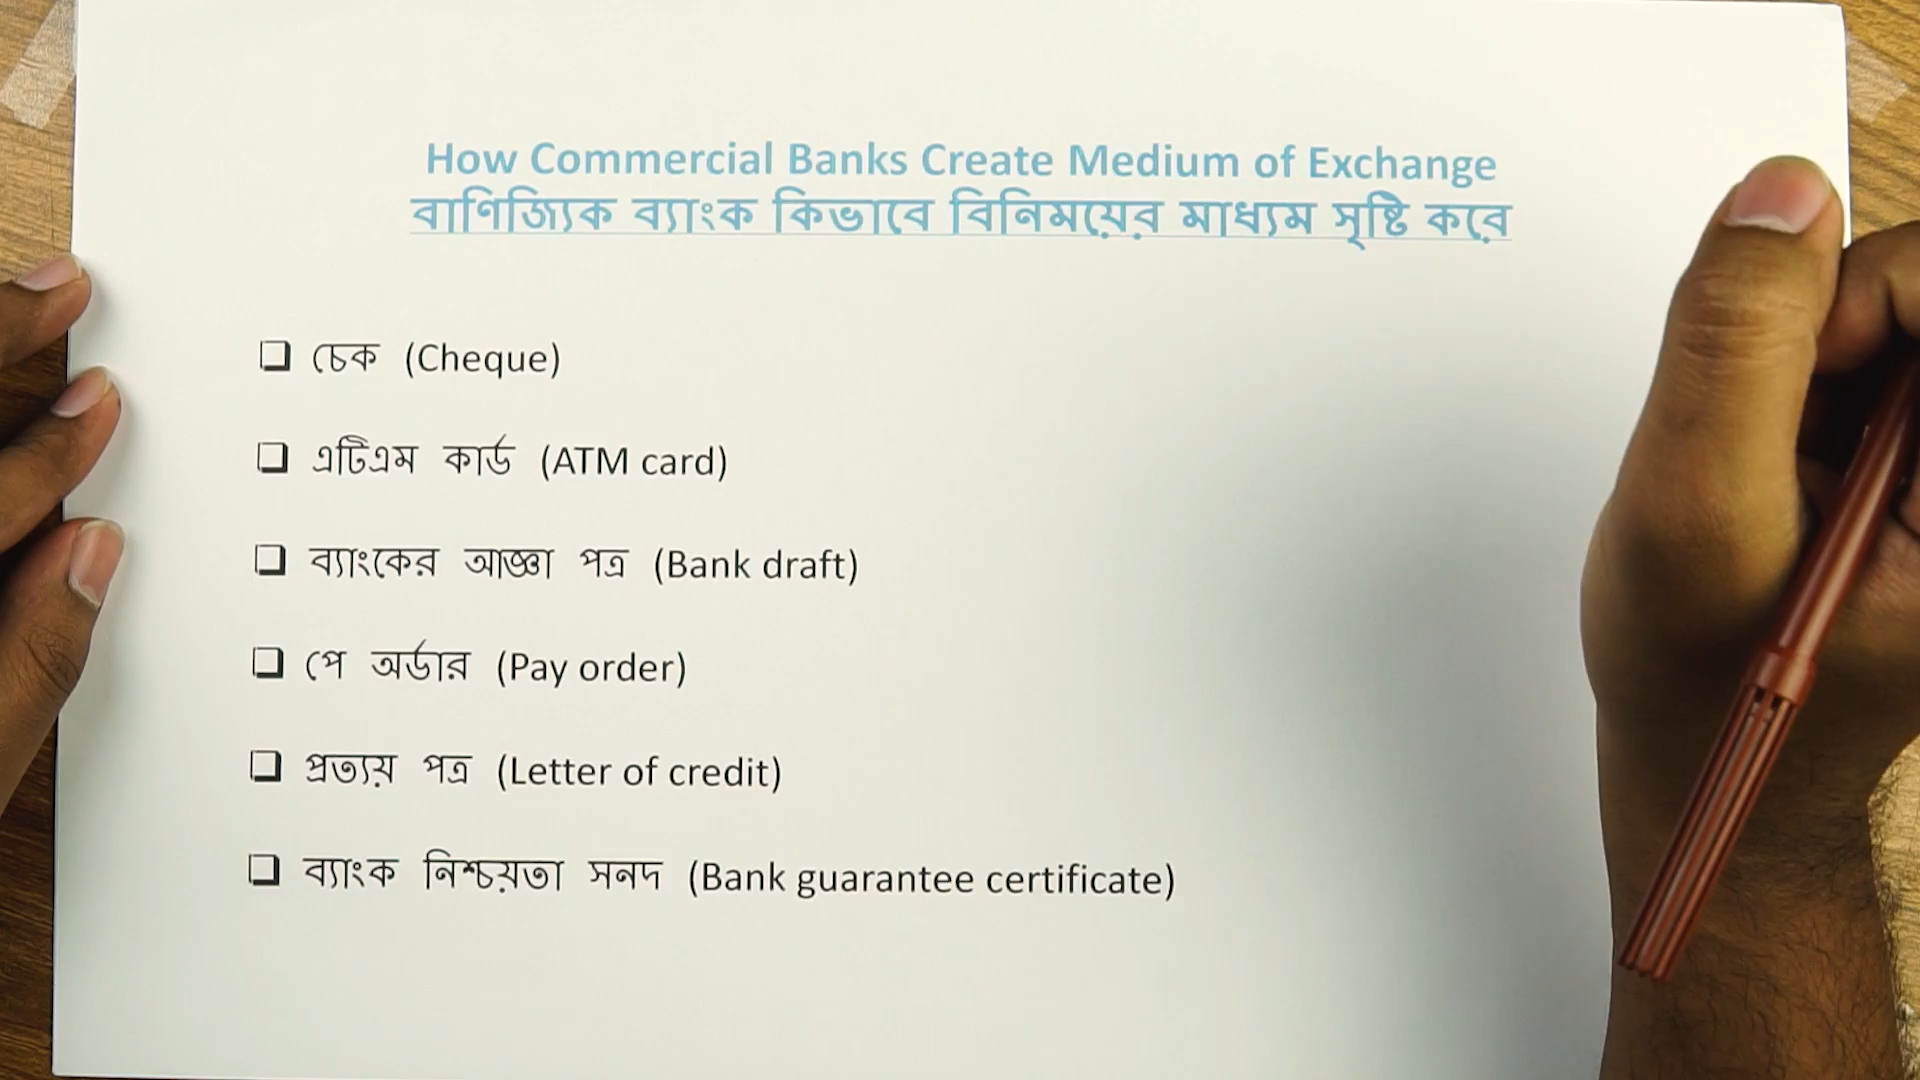 How Commercial Banks Create Medium of Exchange
বাণিজ্যিক ব্যাংক কিভাবে বিনিময়ের মাধ্যম সৃষ্টি করে
❑ চেক (Cheque)
❑ এটিএম কার্ড (ATM card)
❑ ব্যাংকের আজ্ঞা পত্র (Bank draft)
❑ পে অর্ডার (Pay order)
❑ প্রত্যয় পত্র (Letter of credit)
❑ ব্যাংক নিশ্চয়তা সনদ (Bank guarantee certificate)